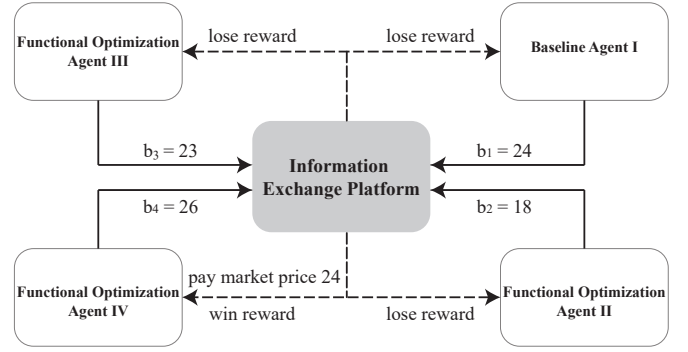 Functional Optimization
Agent III
lose reward
lose reward
Baseline Agent I
b₃ = 23
Information
Exchange Platform
b₁ = 24
b₄ = 26
b₂ = 18
Functional Optimization
Agent IV
pay market price 24
win reward
lose reward
Functional Optimization
Agent II